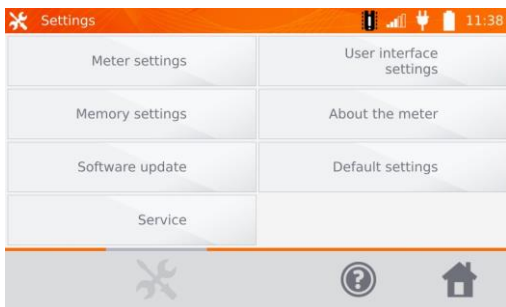 Settings
11:38
Meter settings
User interface
settings
Memory settings
About the meter
Software update
Default settings
Service